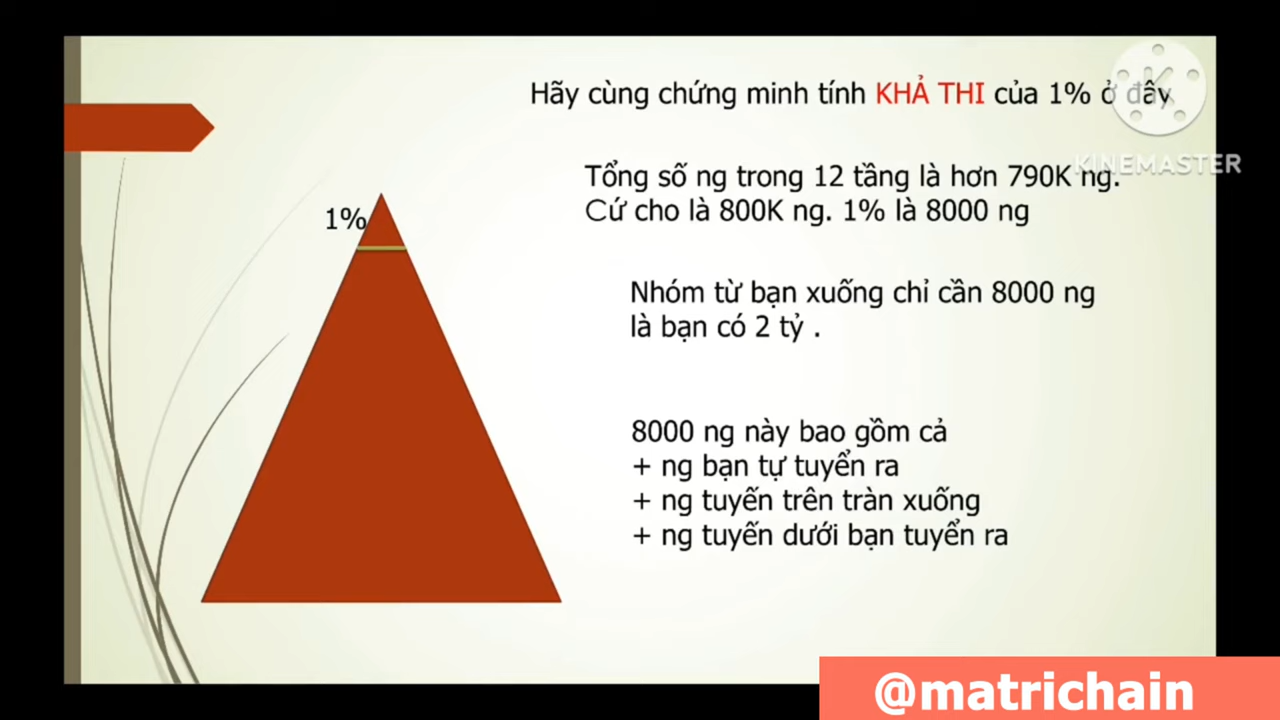 Hãy cùng chứng minh tính KHẢ THI của 1% ở đây
KINEMASTER
Tổng số ng trong 12 tầng là hơn 790K ng.
Cứ cho là 800K ng. 1% là 8000 ng
1%
Nhóm từ bạn xuống chỉ cần 8000 ng
là bạn có 2 tỷ .
8000 ng này bao gồm cả
+ ng bạn tự tuyển ra
+ ng tuyến trên tràn xuống
+ ng tuyến dưới bạn tuyển ra
@matrichain